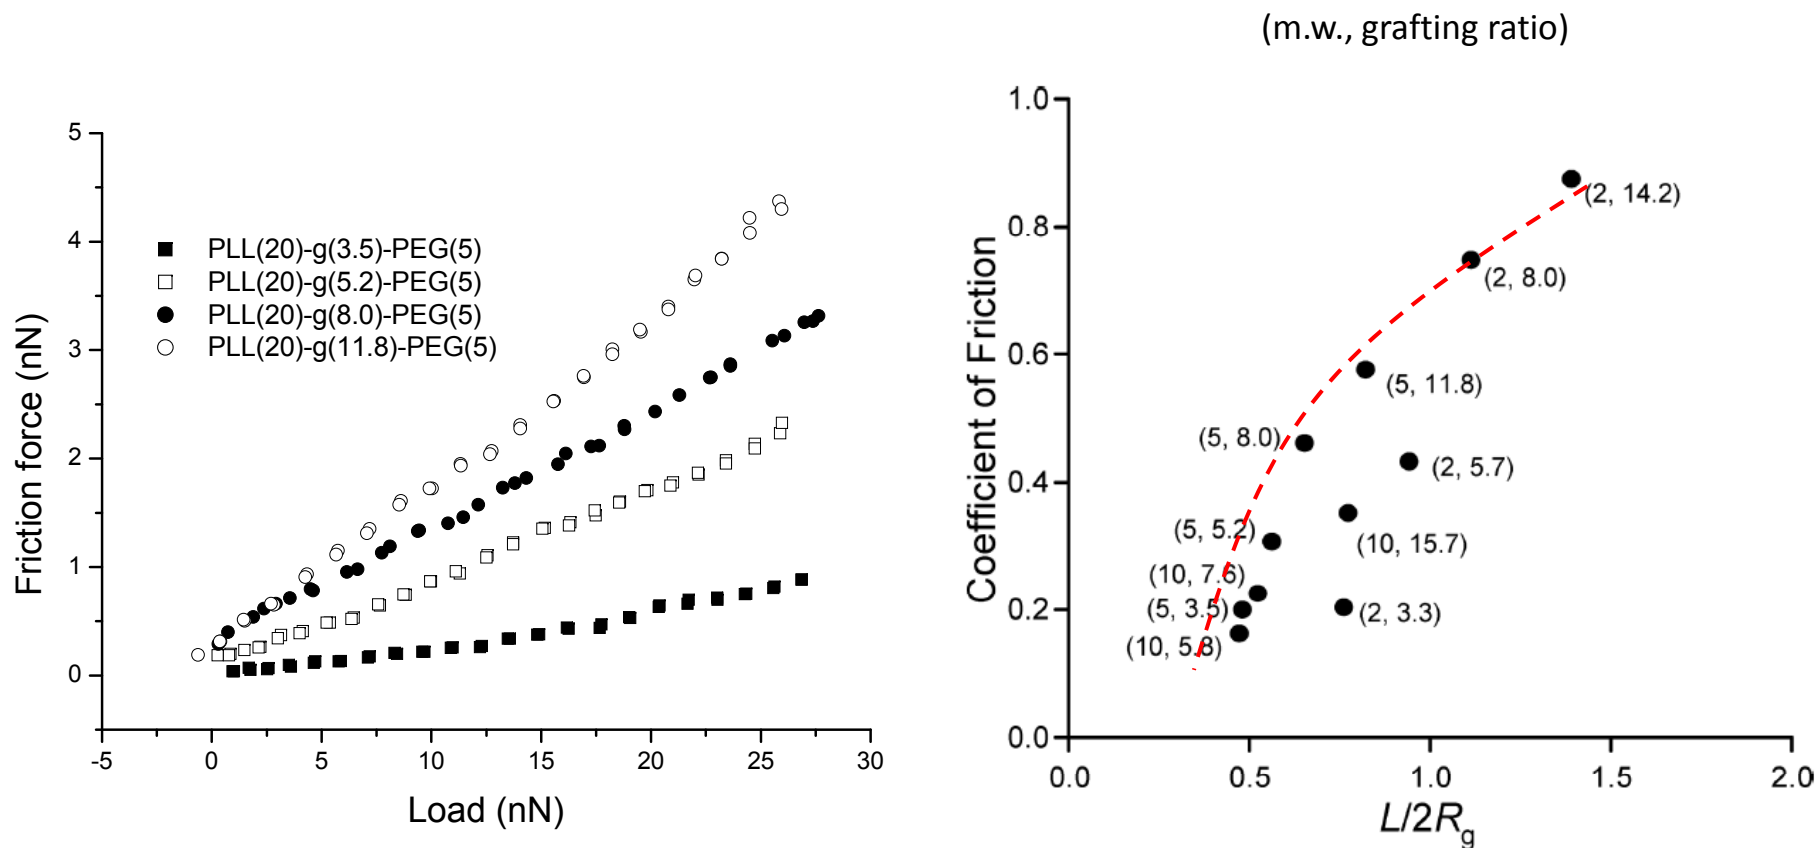 (m.w., grafting ratio)
Friction force (nN)
5
4
3
2
1
0
PLL(20)-g(3.5)-PEG(5)
PLL(20)-g(5.2)-PEG(5)
PLL(20)-g(8.0)-PEG(5)
PLL(20)-g(11.8)-PEG(5)
-5 0 5 10 15 20 25 30
Load (nN)
Coefficient of Friction
1.0
0.8
0.6
0.4
0.2
0.0
(2, 14.2)
(2, 8.0)
(5, 11.8)
(5, 8.0)
(2, 5.7)
(5, 5.2)
(10, 15.7)
(10, 7.6)
(5, 3.5)
(2, 3.3)
(10, 5.8)
0.0 0.5 1.0 1.5 2.0
L/2Rg